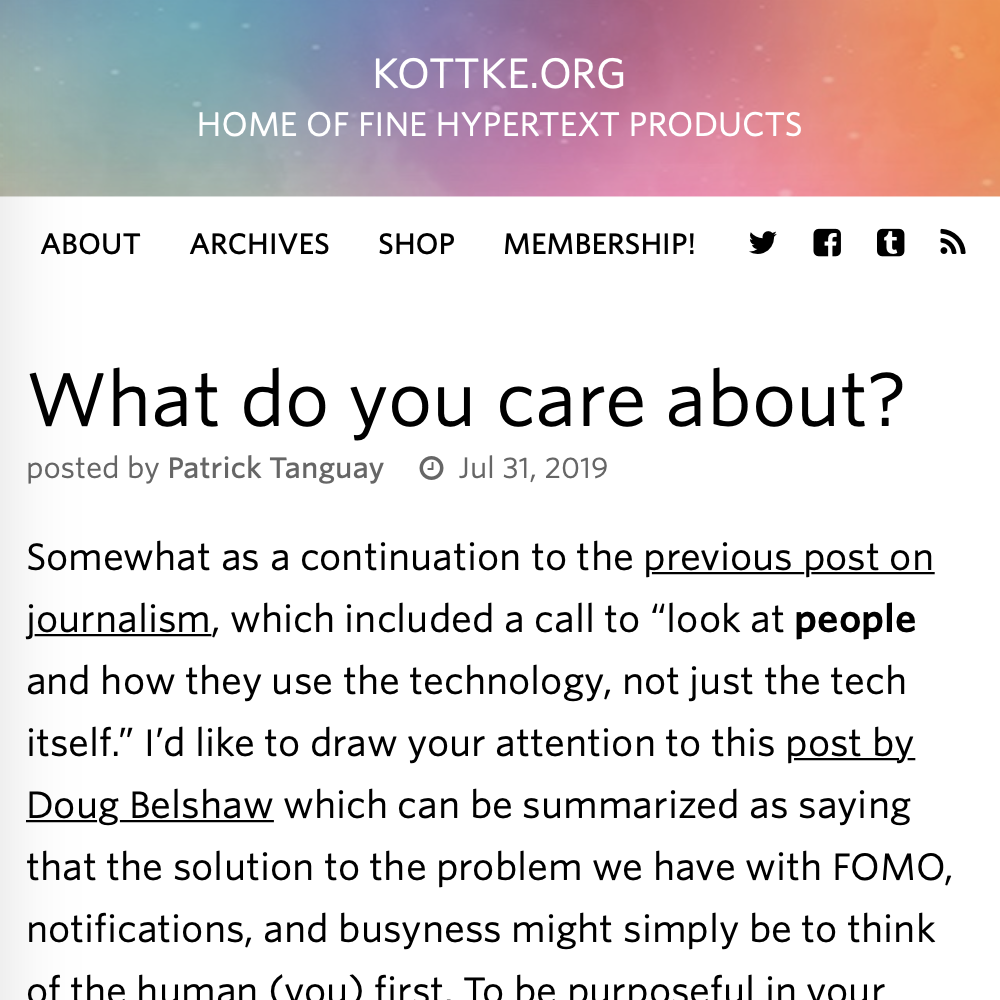 KOTTKE.ORG
HOME OF FINE HYPERTEXT PRODUCTS
ABOUT ARCHIVES SHOP MEMBERSHIP!
What do you care about?
posted by Patrick Tanguay Jul 31, 2019
Somewhat as a continuation to the previous post on
journalism, which included a call to “look at people
and how they use the technology, not just the tech
itself.” I’d like to draw your attention to this post by
Doug Belshaw which can be summarized as saying
that the solution to the problem we have with FOMO,
notifications, and busyness might simply be to think
of the human (you) first. To be purposeful in your